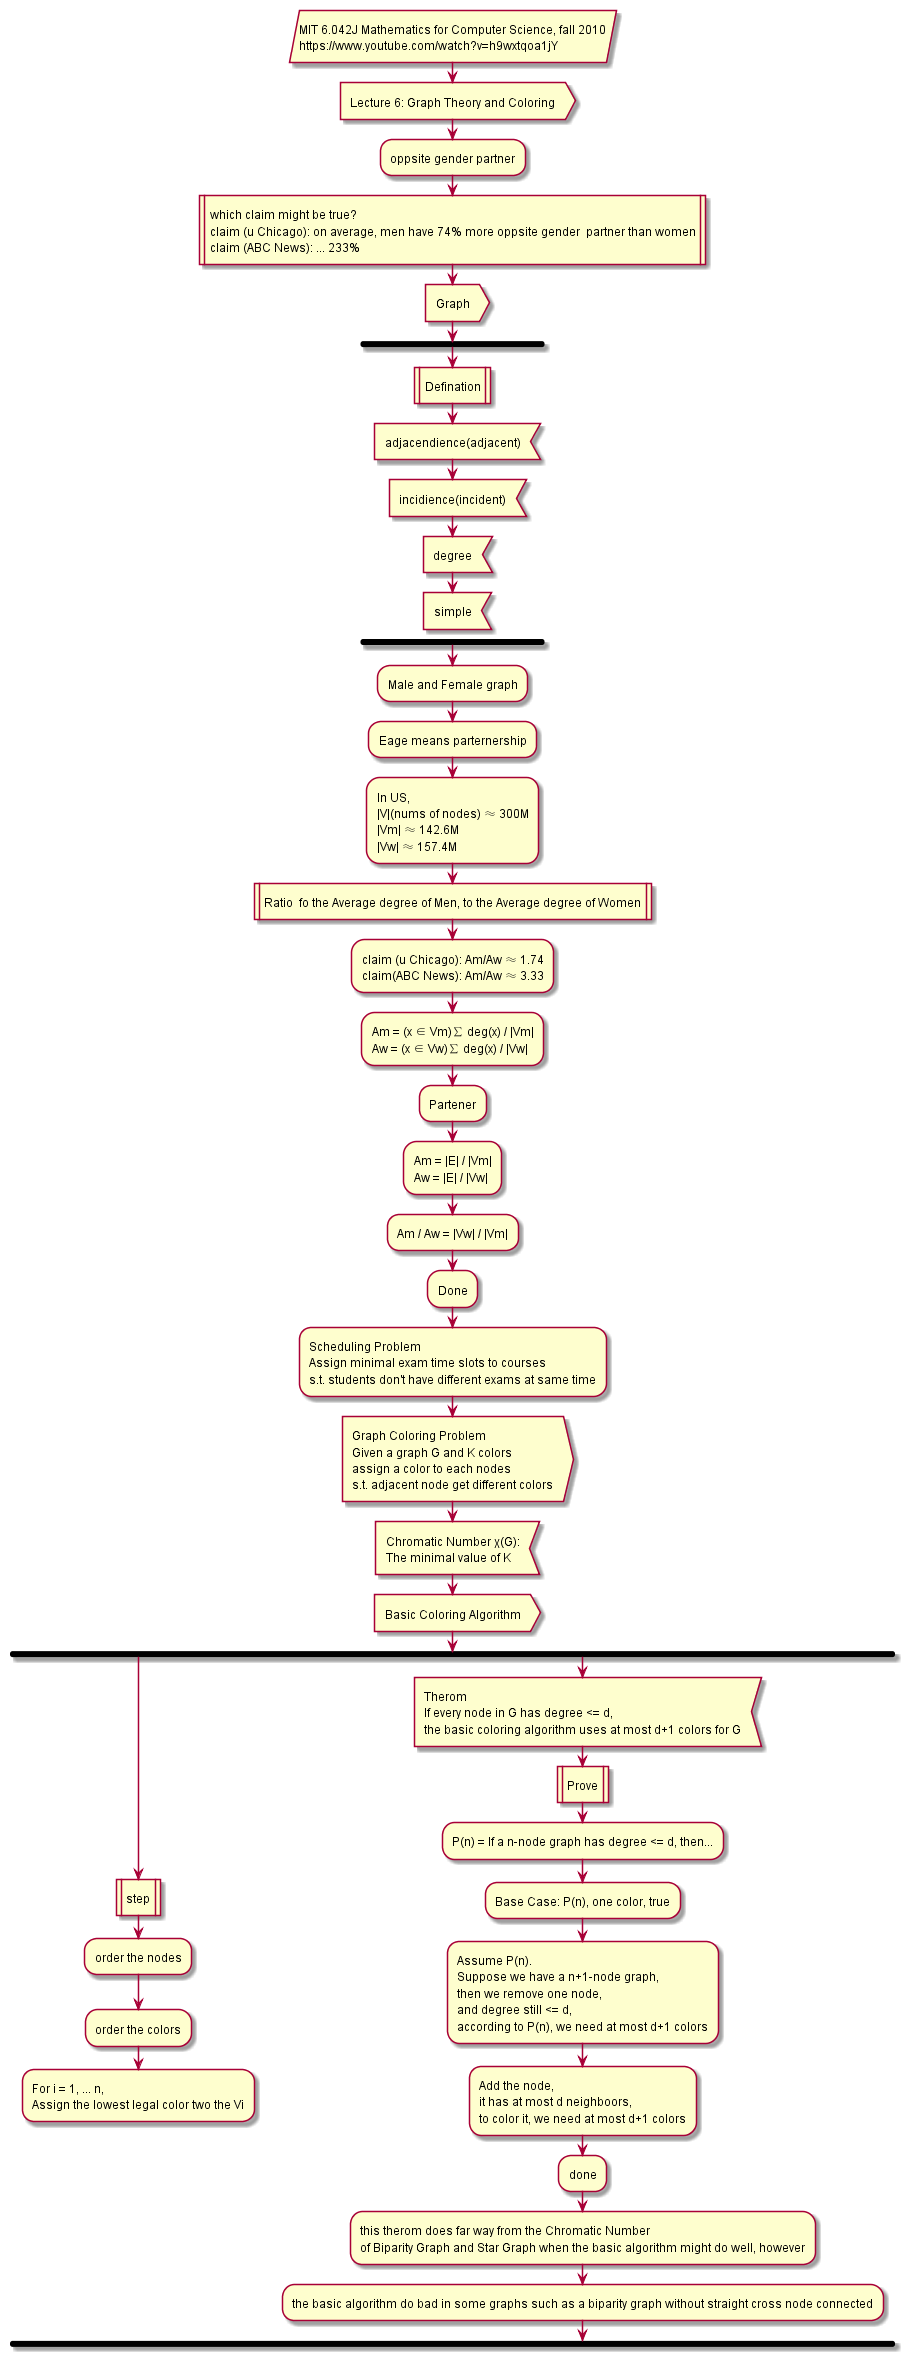 MIT 6.042J Mathematics for Computer Science, fall 2010
https://www.youtube.com/watch?v=h9wxtqoa1jY
Lecture 6: Graph Theory and Coloring
oppsite gender partner
which claim might be true?
claim (u Chicago): on average, men have 74% more oppsite gender  partner than women
claim (ABC News): ... 233%
Graph
Defination
adjacendience(adjacent)
incidience(incident)
degree
simple
Male and Female graph
Eage means parternership
In US,
|V|(nums of nodes) ≈ 300M
|Vm| ≈ 142.6M
|Vw| ≈ 157.4M
Ratio  fo the Average degree of Men, to the Average degree of Women
claim (u Chicago): Am/Aw ≈ 1.74
claim(ABC News): Am/Aw ≈ 3.33
Am = (x ∈ Vm)∑ deg(x) / |Vm|
Aw = (x ∈ Vw)∑ deg(x) / |Vw|
Partener
Am = |E| / |Vm|
Aw = |E| / |Vw|
Am / Aw = |Vw| / |Vm|
Done
Scheduling Problem
Assign minimal exam time slots to courses
s.t. students don't have different exams at same time
Graph Coloring Problem
Given a graph G and K colors
assign a color to each nodes
s.t. adjacent node get different colors
Chromatic Number χ(G):
The minimal value of K
Basic Coloring Algorithm
step
order the nodes
order the colors
For i = 1, ... n,
Assign the lowest legal color two the Vi
Therom
If every node in G has degree <= d,
the basic coloring algorithm uses at most d+1 colors for G
Prove
P(n) = If a n-node graph has degree <= d, then...
Base Case: P(n), one color, true
Assume P(n).
Suppose we have a n+1-node graph,
then we remove one node,
and degree still <= d,
according to P(n), we need at most d+1 colors
Add the node,
it has at most d neighboors,
to color it, we need at most d+1 colors
done
this therom does far way from the Chromatic Number
of Biparity Graph and Star Graph when the basic algorithm might do well, however
the basic algorithm do bad in some graphs such as a biparity graph without straight cross node connected